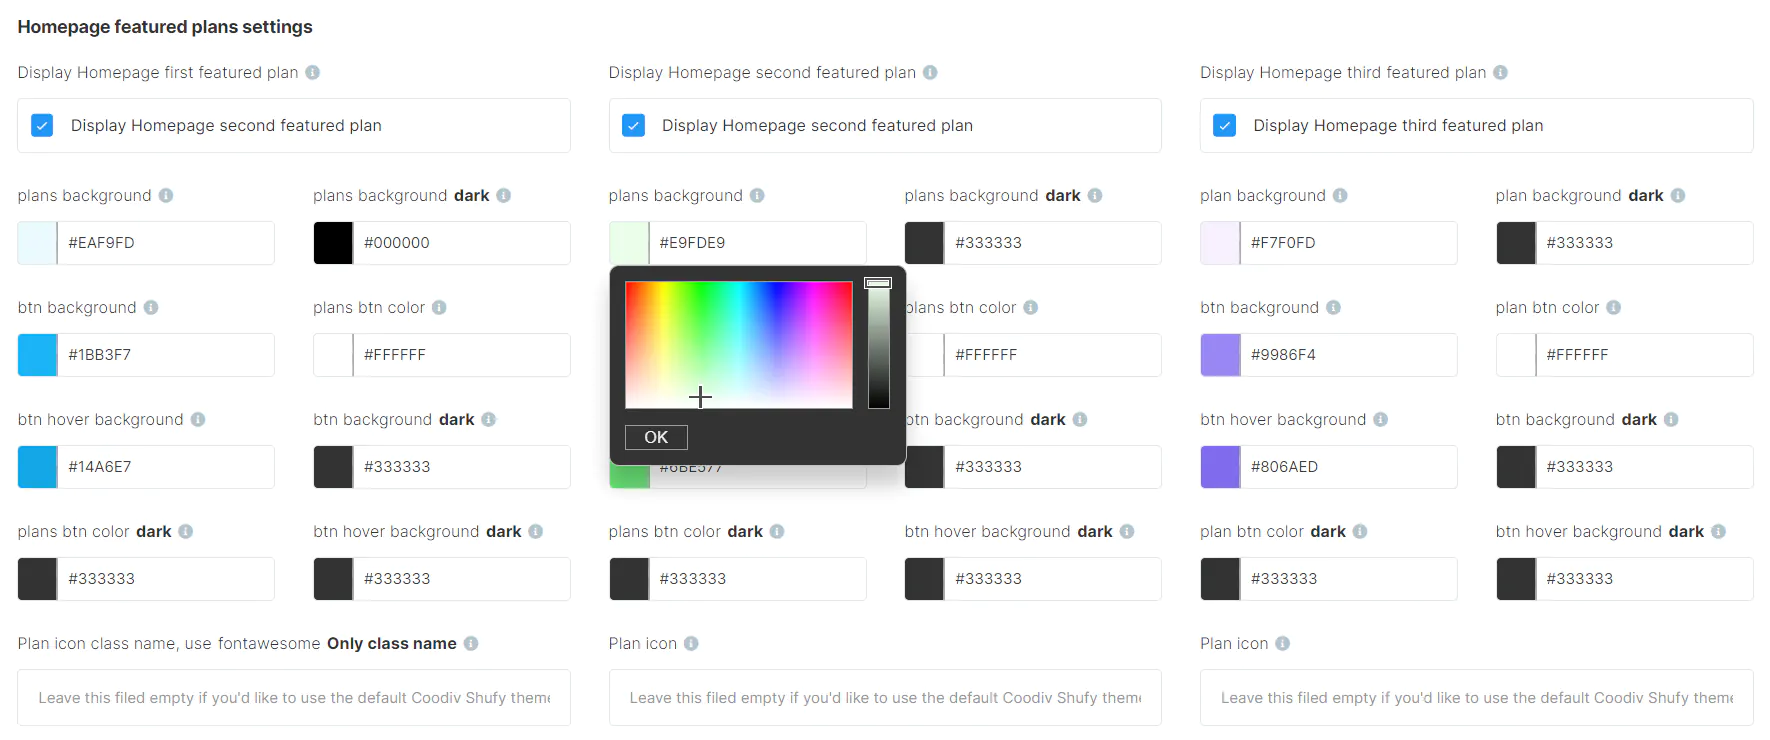 Homepage featured plans settings
Display Homepage first featured plan
Display Homepage second featured plan
Display Homepage third featured plan
Display Homepage second featured plan
Display Homepage second featured plan
Display Homepage third featured plan
plans background
plans background dark
plans background
plans background dark
plan background
plan background dark
#EAF9FD
#000000
#E9FDE9
#333333
#F7F0FD
#333333
btn background
plans btn color
plans btn color
btn background
plan btn color
#1BB3F7
#FFFFFF
#FFFFFF
#9986F4
#FFFFFF
btn hover background
btn background dark
btn background dark
btn hover background
btn background dark
OK
#14A6E7
#333333
#6BE577
#333333
#806AED
#333333
plans btn color dark
btn hover background dark
plans btn color dark
btn hover background dark
plan btn color dark
btn hover background dark
#333333
#333333
#333333
#333333
#333333
#333333
Plan icon class name, use fontawesome Only class name
Plan icon
Plan icon
Leave this filed empty if you'd like to use the default Coodiv Shufy theme
Leave this filed empty if you'd like to use the default Coodiv Shufy theme
Leave this filed empty if you'd like to use the default Coodiv Shufy theme